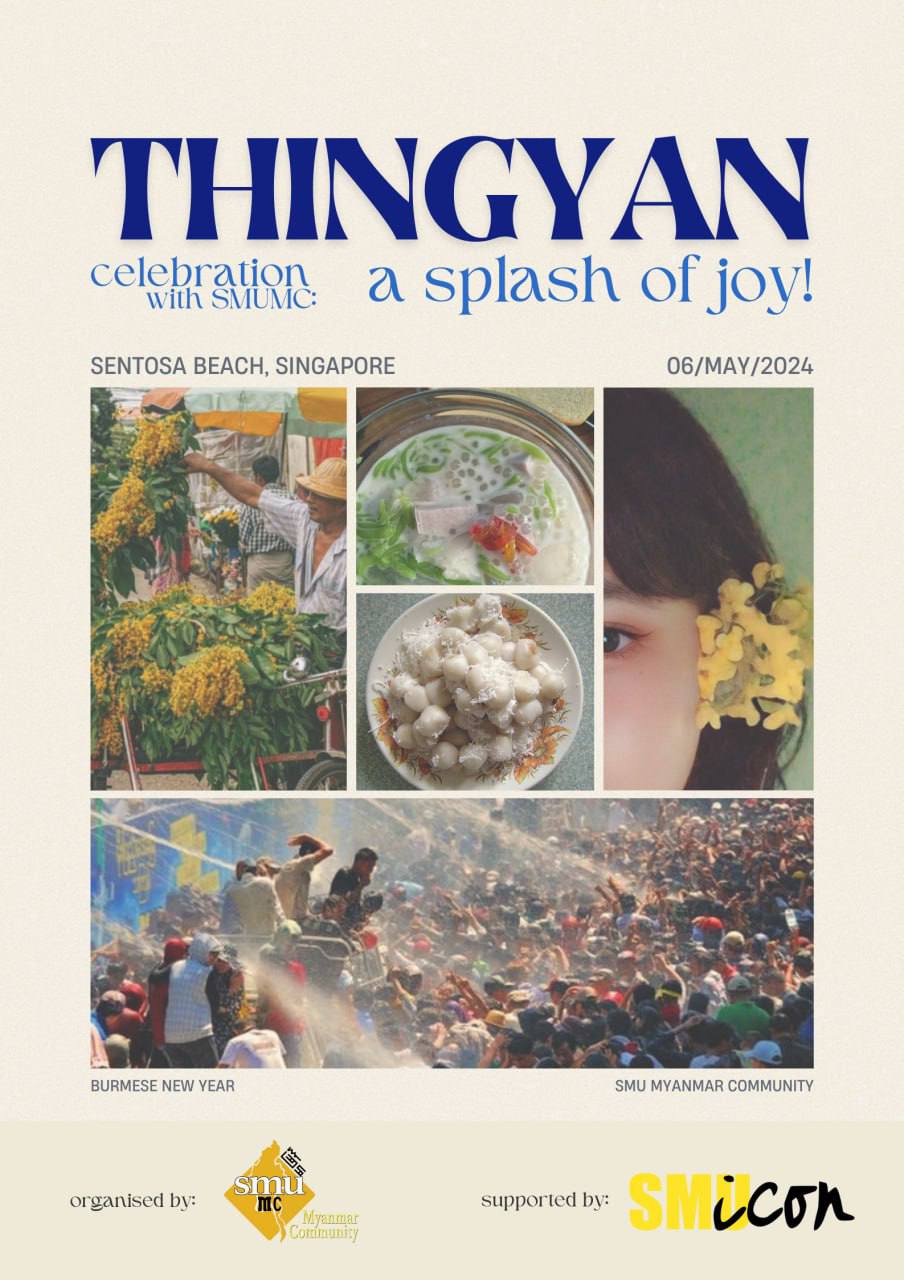 THINGYAN
celebration
with SMUMC:
a splash of joy!
SENTOSA BEACH, SINGAPORE
06/MAY/2024
BURMESE NEW YEAR
SMU MYANMAR COMMUNITY
organised by:
smu
mc
Myanmar
Community
supported by:
SMUicon